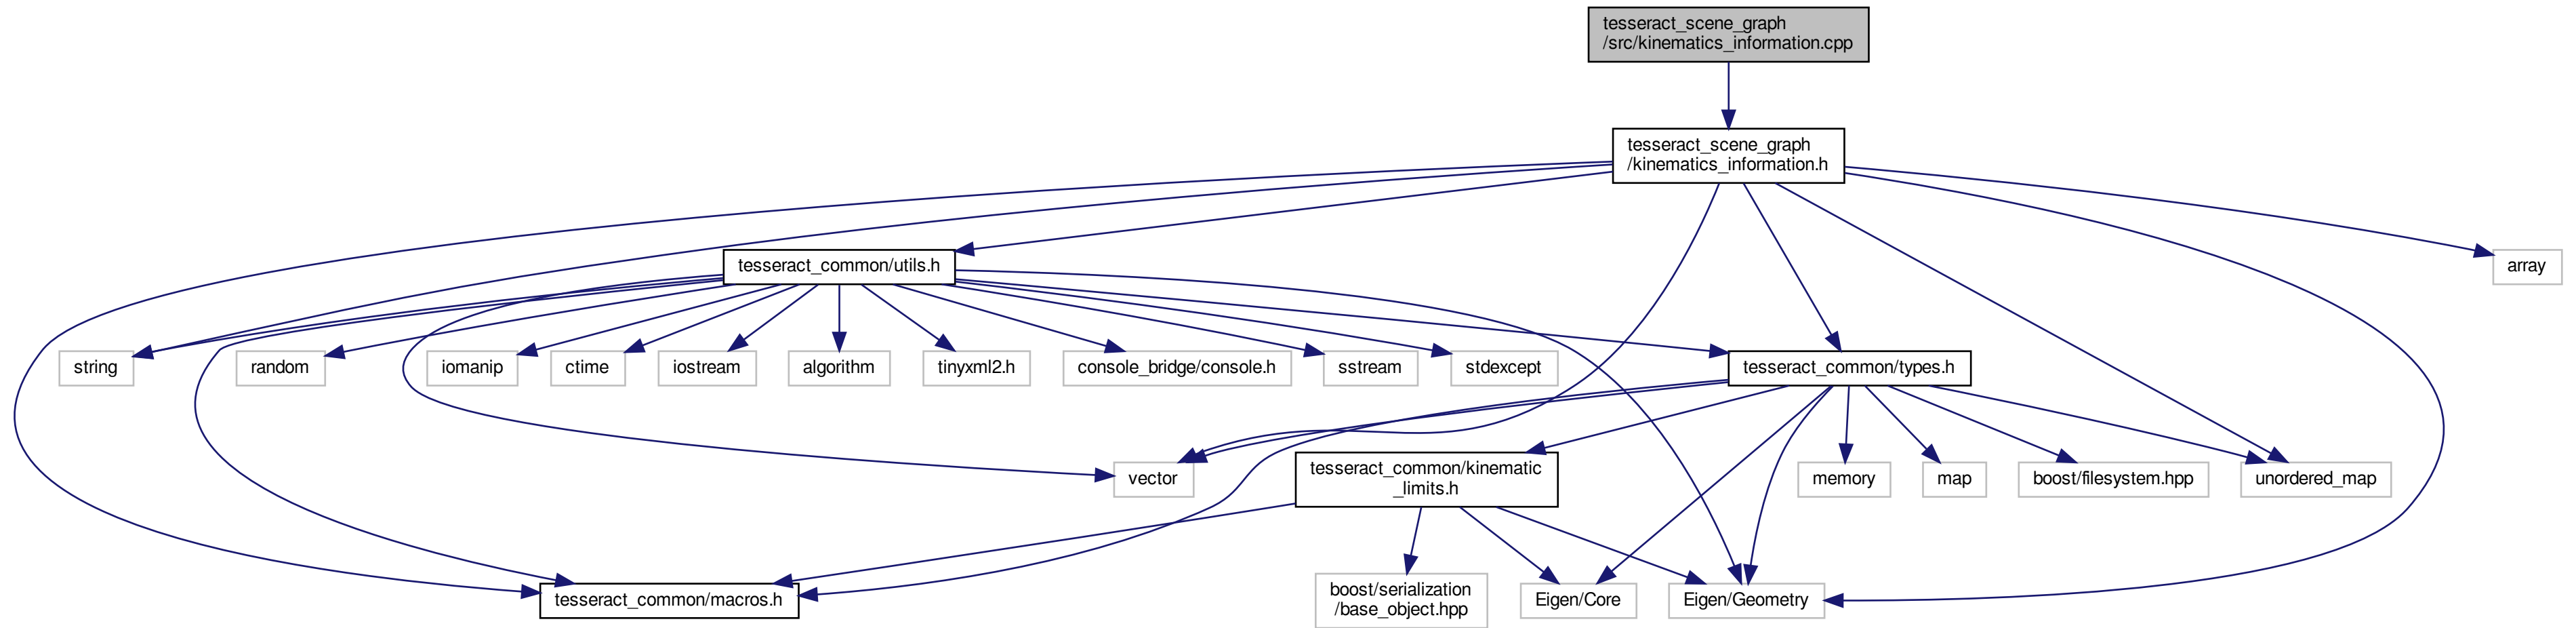 tesseract_scene_graph
/src/kinematics_information.cpp
tesseract_scene_graph
/kinematics_information.h
tesseract_common/utils.h
array
string
random
iomanip
ctime
iostream
algorithm
tinyxml2.h
console_bridge/console.h
sstream
stdexcept
tesseract_common/types.h
vector
tesseract_common/kinematic
_limits.h
memory
map
boost/filesystem.hpp
unordered_map
tesseract_common/macros.h
boost/serialization
/base_object.hpp
Eigen/Core
Eigen/Geometry